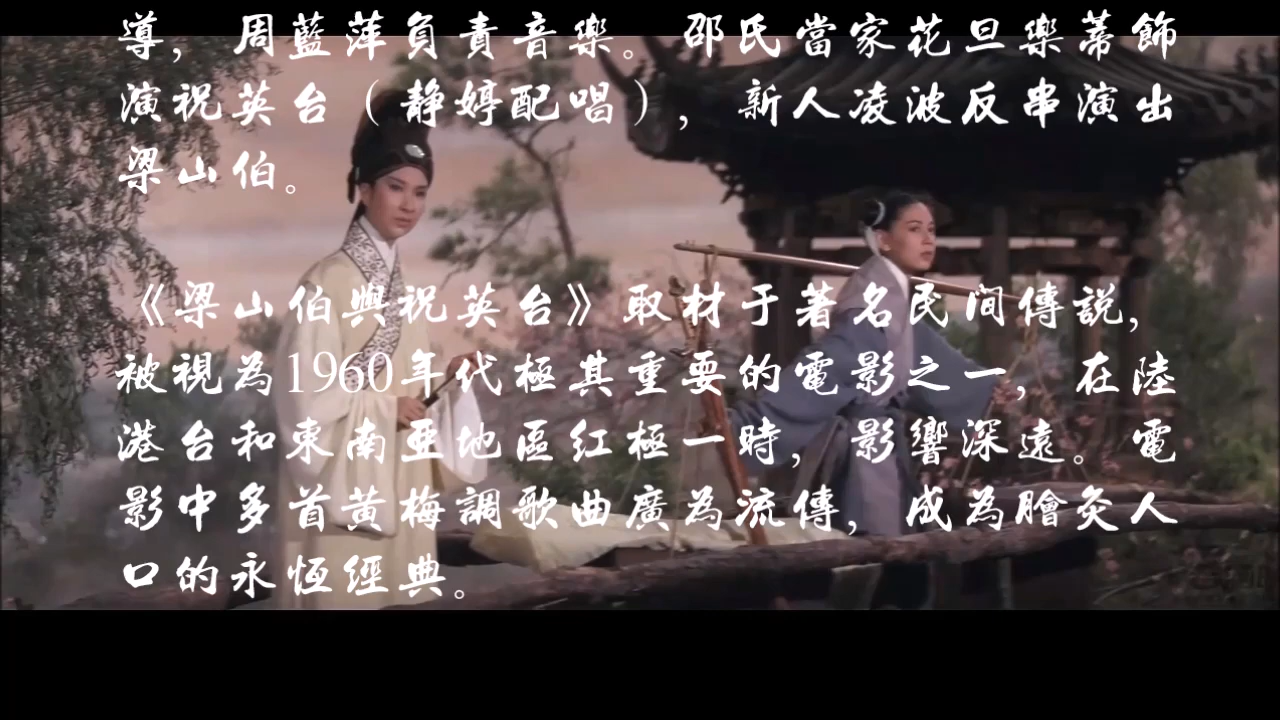 導，周藍萍負責音樂。邵氏當家花旦樂蒂飾
演祝英台（靜婷配唱），新人凌波反串演出
梁山伯。
《梁山伯與祝英台》取材于著名民间傳説，
被視為1960年代極其重要的電影之一，在陸
港台和東南亚地區红極一時，影響深遠。電
影中多首黄梅調歌曲廣為流傳，成為膾炙人
口的永恆經典。